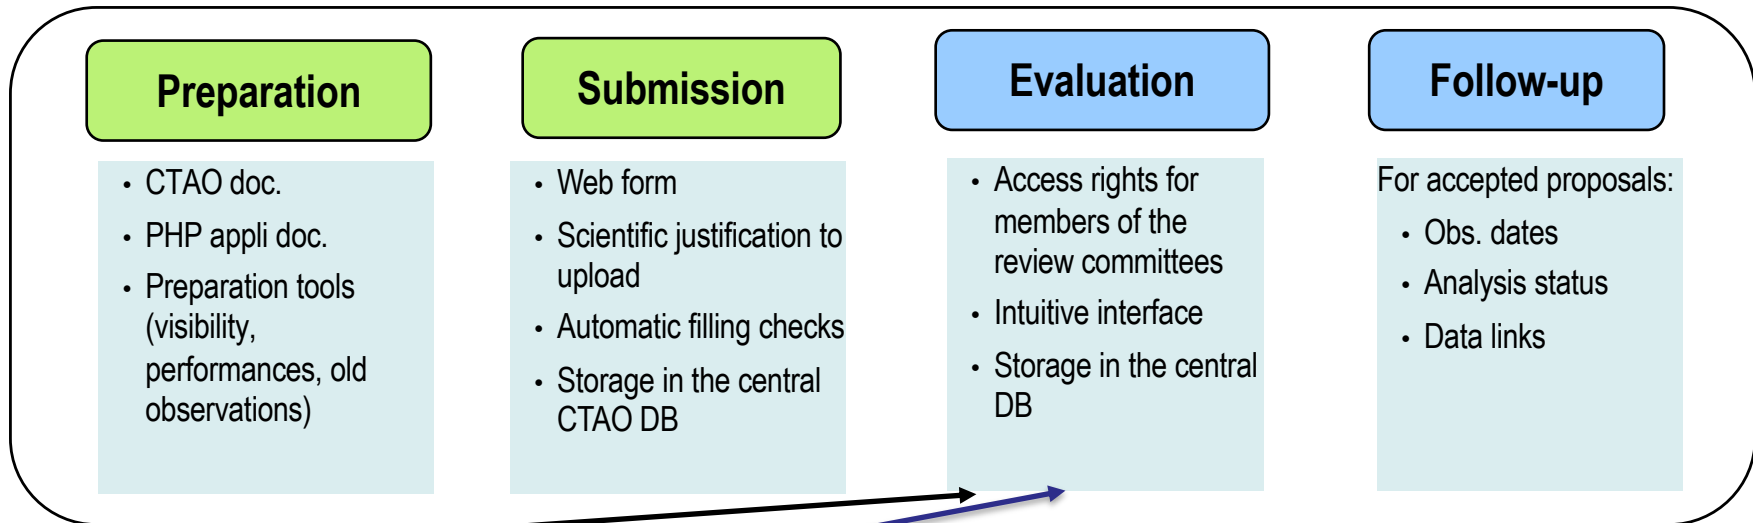 Preparation
Submission
Evaluation
Follow-up
• CTAO doc.
• PHP appli doc.
• Preparation tools
(visibility,
performances, old
observations)
• Web form
• Scientific justification to
upload
• Automatic filling checks
• Storage in the central
CTAO DB
• Access rights for
members of the
review committees
• Intuitive interface
• Storage in the central
DB
For accepted proposals:
• Obs. dates
• Analysis status
• Data links